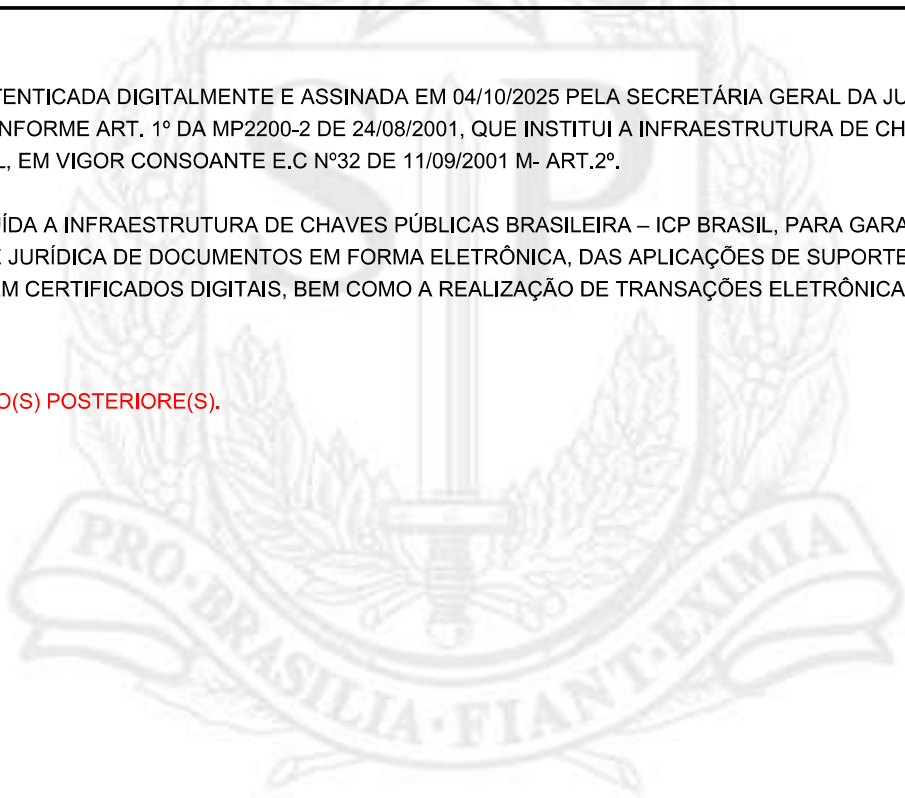 TENTICADA DIGITALMENTE E ASSINADA EM 04/10/2025 PELA SECRETÁRIA GERAL DA JU
NFORME ART. 1º DA MP2200-2 DE 24/08/2001, QUE INSTITUI A INFRAESTRUTURA DE CH
L, EM VIGOR CONSOANTE E.C Nº32 DE 11/09/2001 M- ART.2º.
UÍDA A INFRAESTRUTURA DE CHAVES PÚBLICAS BRASILEIRA – ICP BRASIL, PARA GARA
E JURÍDICA DE DOCUMENTOS EM FORMA ELETRÔNICA, DAS APLICAÇÕES DE SUPORTE
EM CERTIFICADOS DIGITAIS, BEM COMO A REALIZAÇÃO DE TRANSAÇÕES ELETRÔNICA
O(S) POSTERIORE(S).
SP
PRO·BRASILIA·FIANT·EXIMIA